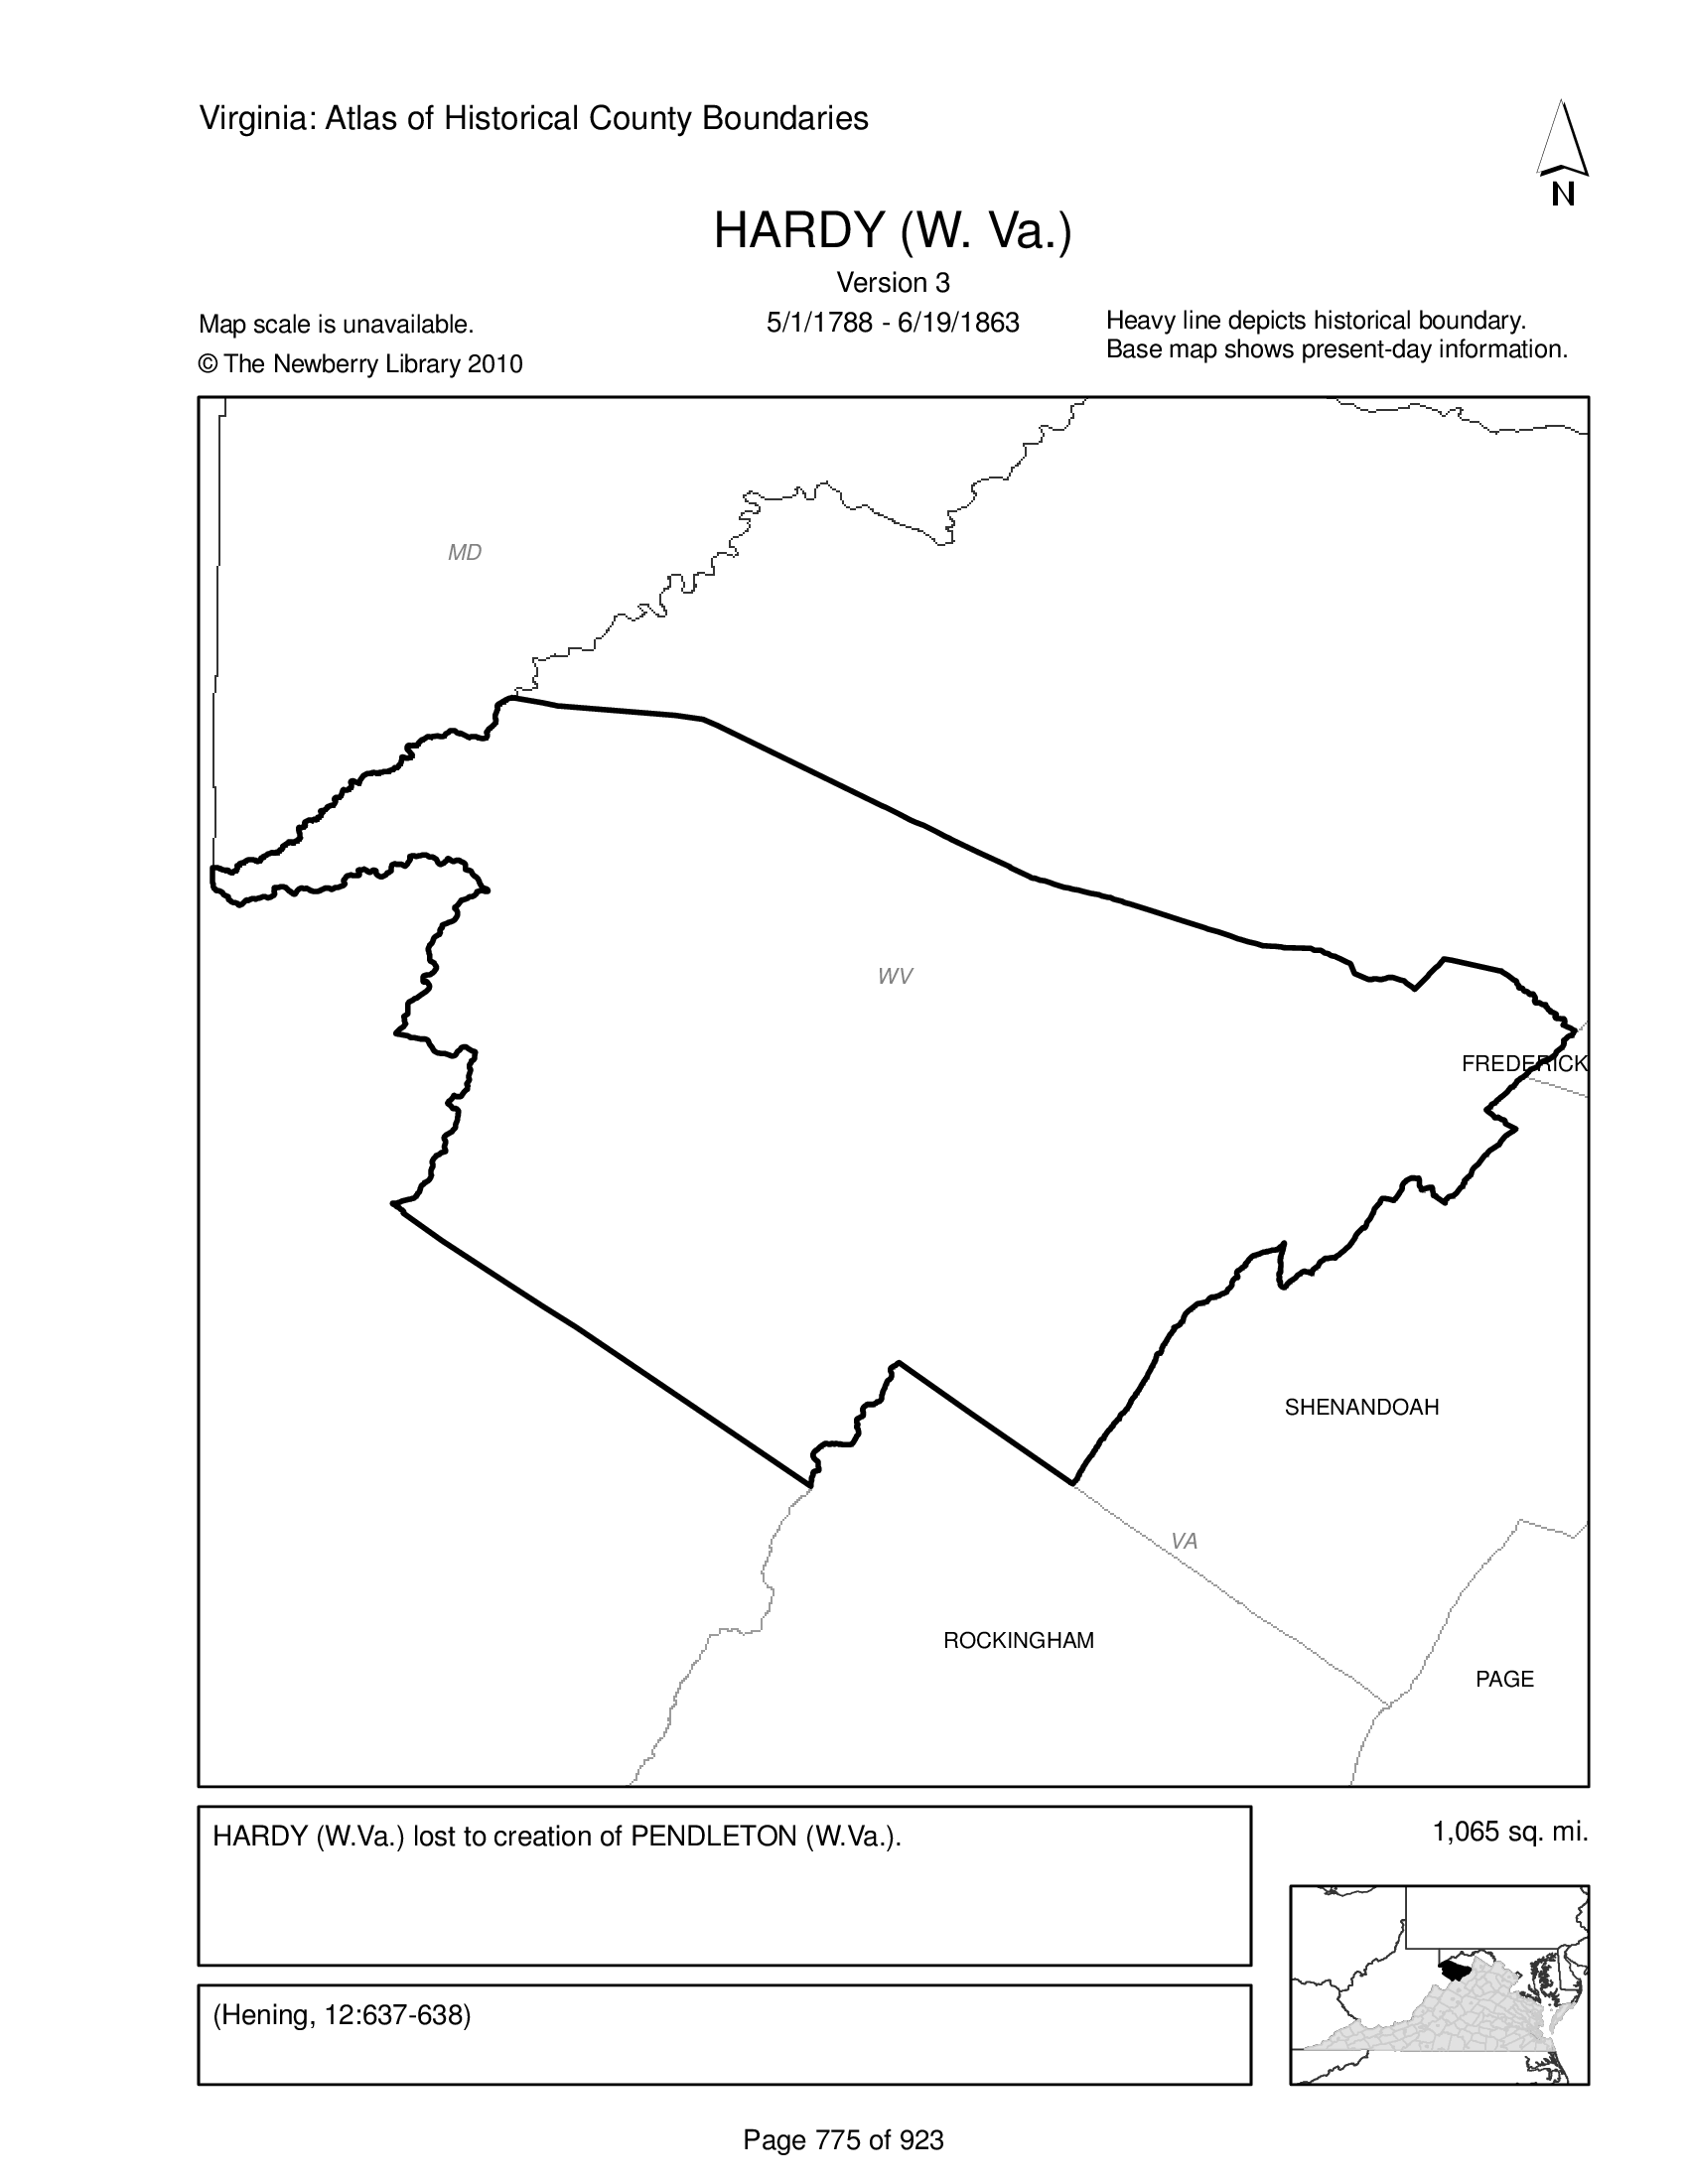 Virginia: Atlas of Historical County Boundaries
N
HARDY (W. Va.)
Version 3
5/1/1788 - 6/19/1863
Map scale is unavailable.
© The Newberry Library 2010
Heavy line depicts historical boundary.
Base map shows present-day information.
MD
WV
FREDERICK
SHENANDOAH
VA
ROCKINGHAM
PAGE
HARDY (W.Va.) lost to creation of PENDLETON (W.Va.).
1,065 sq. mi.
(Hening, 12:637-638)
Page 775 of 923